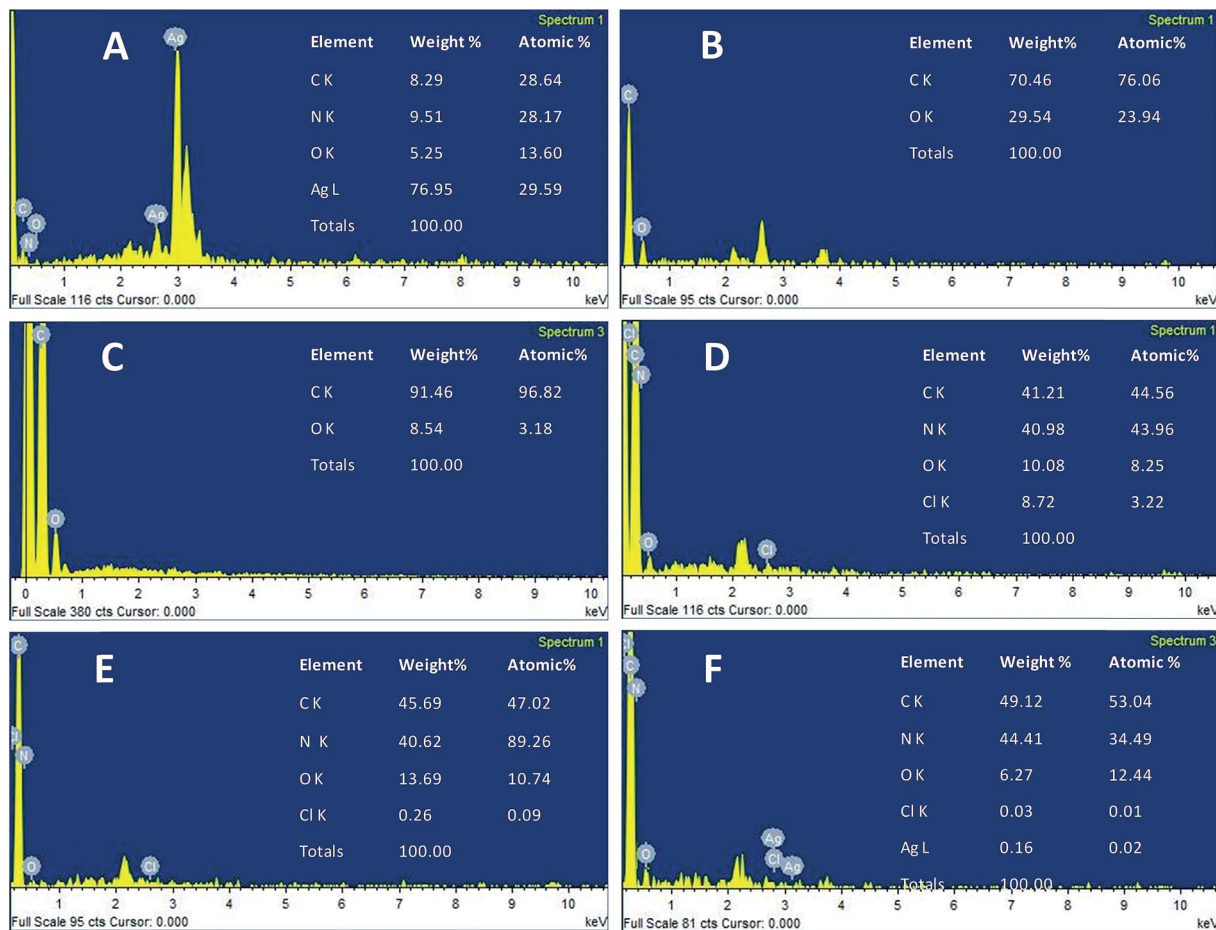 Spectrum 1
A
Element Weight % Atomic %
C K 8.29 28.64
N K 9.51 28.17
O K 5.25 13.60
Ag L 76.95 29.59
Totals 100.00
Ag
Ag
C
O
N
1 2 3 4 5 6 7 8 9 10
Full Scale 116 cts Cursor: 0.000 keV
Spectrum 1
B
Element Weight% Atomic%
C K 70.46 76.06
O K 29.54 23.94
Totals 100.00
C
O
1 2 3 4 5 6 7 8 9 10
Full Scale 95 cts Cursor: 0.000 keV
Spectrum 3
C
Element Weight% Atomic%
C K 91.46 96.82
O K 8.54 3.18
Totals 100.00
C
O
0 1 2 3 4 5 6 7 8 9 10
Full Scale 380 cts Cursor: 0.000 keV
Spectrum 1
D
Element Weight% Atomic%
C K 41.21 44.56
N K 40.98 43.96
O K 10.08 8.25
Cl K 8.72 3.22
Totals 100.00
Cl
C
N
O
Cl
1 2 3 4 5 6 7 8 9 10
Full Scale 116 cts Cursor: 0.000 keV
Spectrum 1
E
Element Weight% Atomic%
C K 45.69 47.02
N K 40.62 89.26
O K 13.69 10.74
Cl K 0.26 0.09
Totals 100.00
C
Cl
N
O
Cl
1 2 3 4 5 6 7 8 9 10
Full Scale 95 cts Cursor: 0.000 keV
Spectrum 3
F
Element Weight % Atomic %
C K 49.12 53.04
N K 44.41 34.49
O K 6.27 12.44
Cl K 0.03 0.01
Ag L 0.16 0.02
Totals 100.00
Cl
C
N
O
Ag
Cl
Ag
1 2 3 4 5 6 7 8 9 10
Full Scale 81 cts Cursor: 0.000 keV